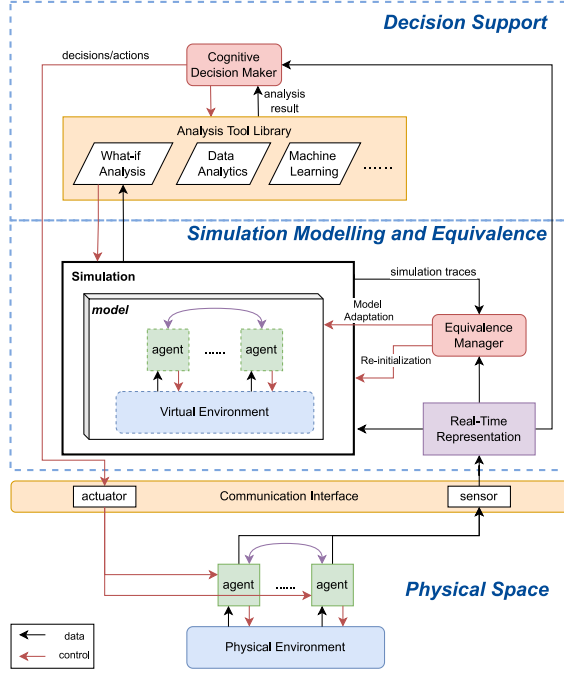 Decision Support
decisions/actions
Cognitive
Decision Maker
analysis
result
Analysis Tool Library
What-if
Analysis
Data
Analytics
Machine
Learning
......
Simulation Modelling and Equivalence
Simulation
simulation traces
model
Model
Adaptation
Equivalence
Manager
agent
......
agent
Re-initialization
Virtual Environment
Real-Time
Representation
actuator
Communication Interface
sensor
agent
......
agent
Physical Space
data
control
Physical Environment